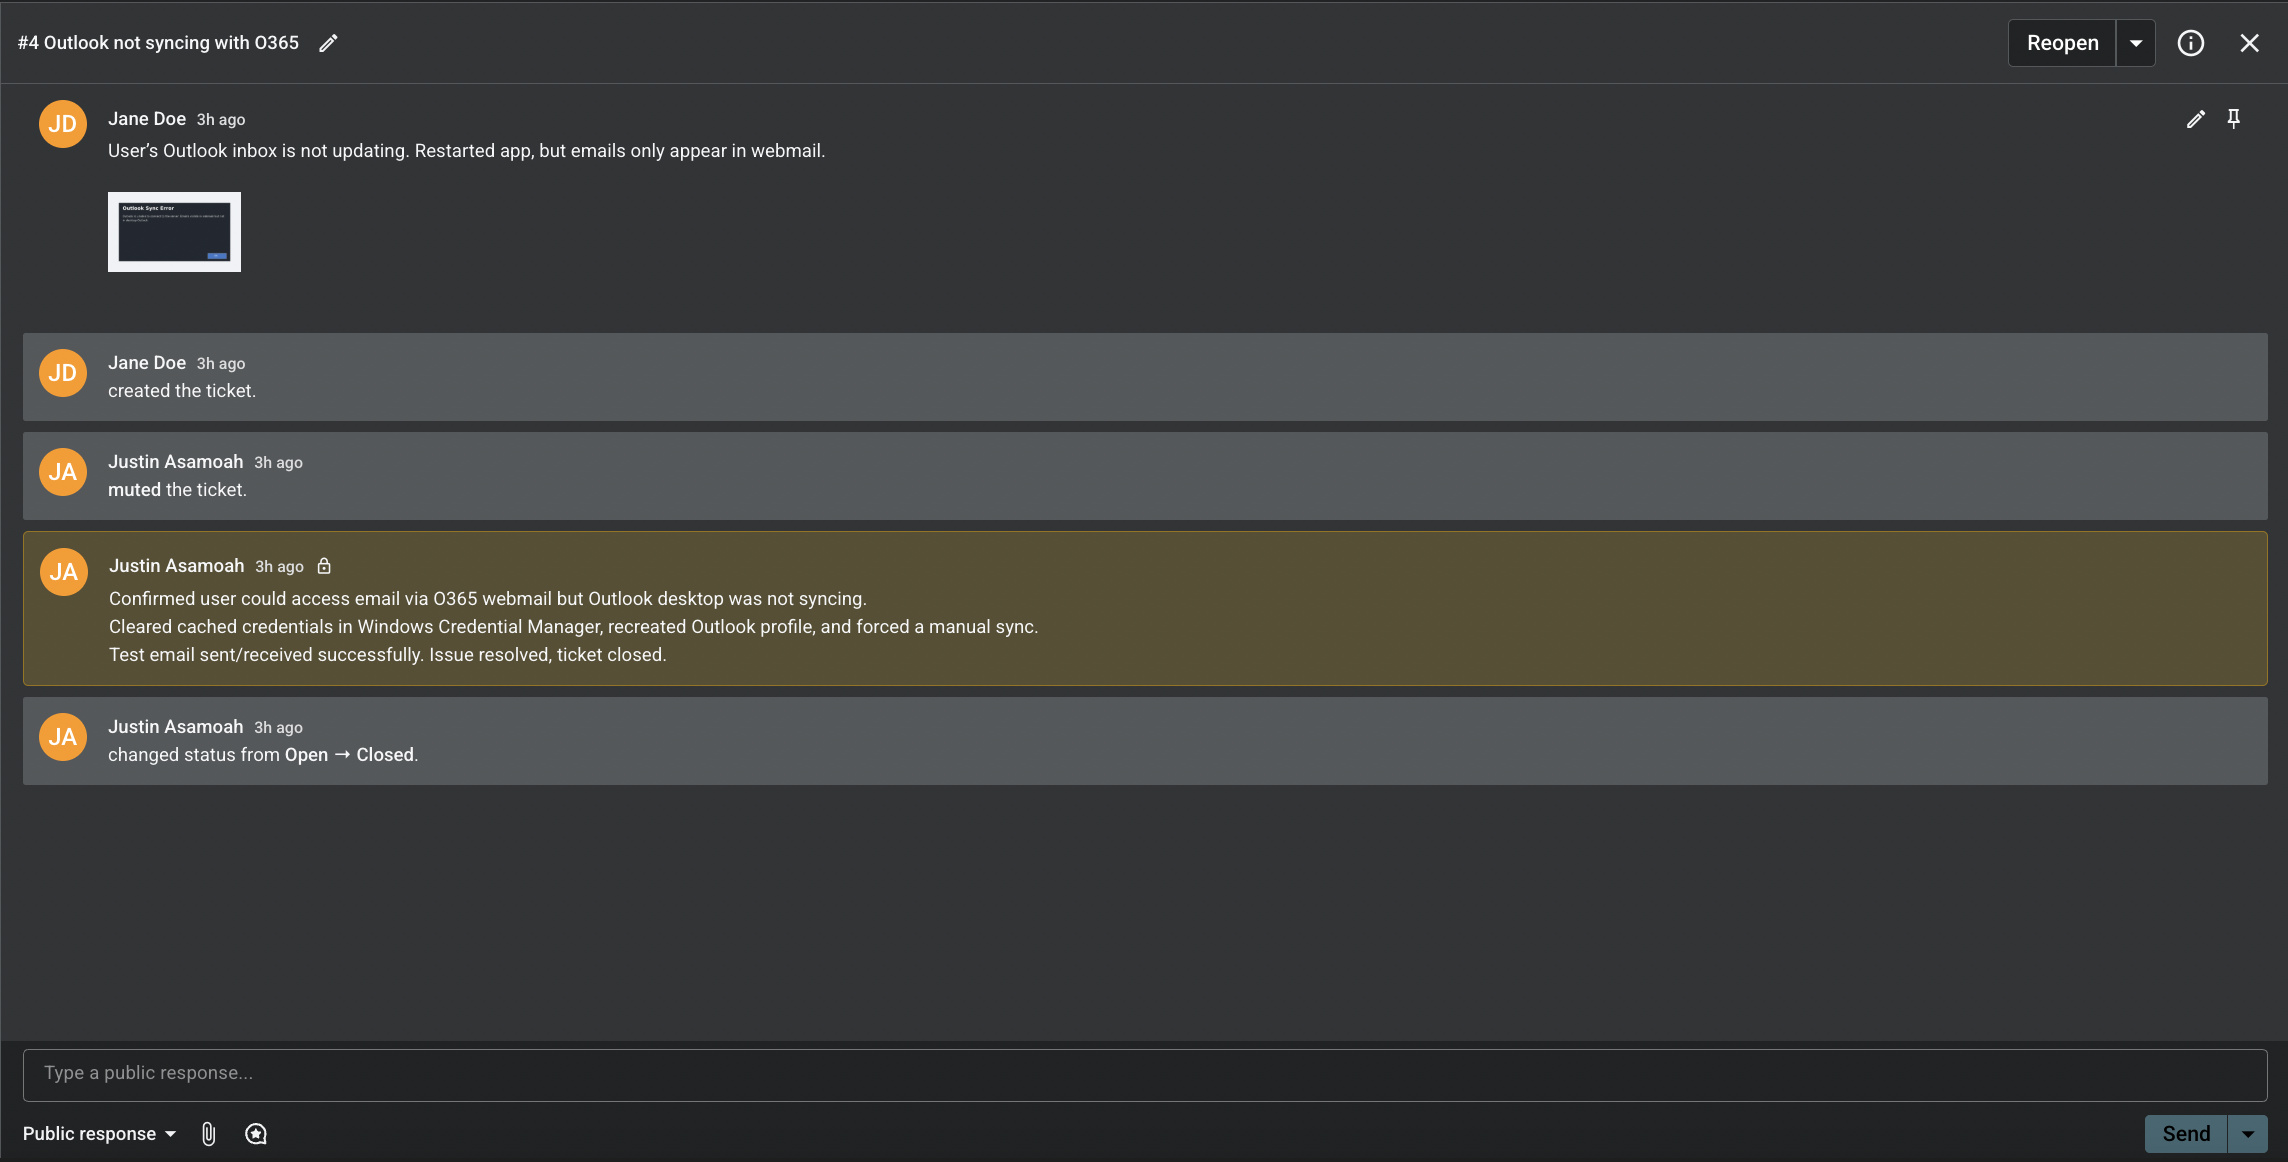 #4 Outlook not syncing with O365
Reopen
JD
Jane Doe 3h ago
User’s Outlook inbox is not updating. Restarted app, but emails only appear in webmail.
Outlook Sync Error
JD
Jane Doe 3h ago
created the ticket.
JA
Justin Asamoah 3h ago
muted the ticket.
JA
Justin Asamoah 3h ago
Confirmed user could access email via O365 webmail but Outlook desktop was not syncing.
Cleared cached credentials in Windows Credential Manager, recreated Outlook profile, and forced a manual sync.
Test email sent/received successfully. Issue resolved, ticket closed.
JA
Justin Asamoah 3h ago
changed status from Open → Closed.
Type a public response...
Public response
Send